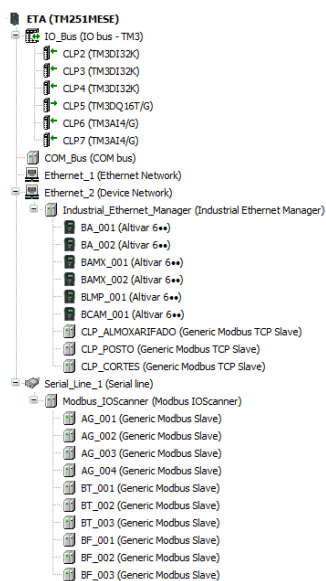 ETA (TM251MESE)
IO_Bus (IO bus - TM3)
CLP2 (TM3DI32K)
CLP3 (TM3DI32K)
CLP4 (TM3DI32K)
CLP5 (TM3DQ16T/G)
CLP6 (TM3AI4/G)
CLP7 (TM3AI4/G)
COM_Bus (COM bus)
Ethernet_1 (Ethernet Network)
Ethernet_2 (Device Network)
Industrial_Ethernet_Manager (Industrial Ethernet Manager)
BA_001 (Altivar 6••)
BA_002 (Altivar 6••)
BAMX_001 (Altivar 6••)
BAMX_002 (Altivar 6••)
BLMP_001 (Altivar 6••)
BCAM_001 (Altivar 6••)
CLP_ALMOXARIFADO (Generic Modbus TCP Slave)
CLP_POSTO (Generic Modbus TCP Slave)
CLP_CORTES (Generic Modbus TCP Slave)
Serial_Line_1 (Serial line)
Modbus_IOScanner (Modbus IOScanner)
AG_001 (Generic Modbus Slave)
AG_002 (Generic Modbus Slave)
AG_003 (Generic Modbus Slave)
AG_004 (Generic Modbus Slave)
BT_001 (Generic Modbus Slave)
BT_002 (Generic Modbus Slave)
BT_003 (Generic Modbus Slave)
BF_001 (Generic Modbus Slave)
BF_002 (Generic Modbus Slave)
BF_003 (Generic Modbus Slave)